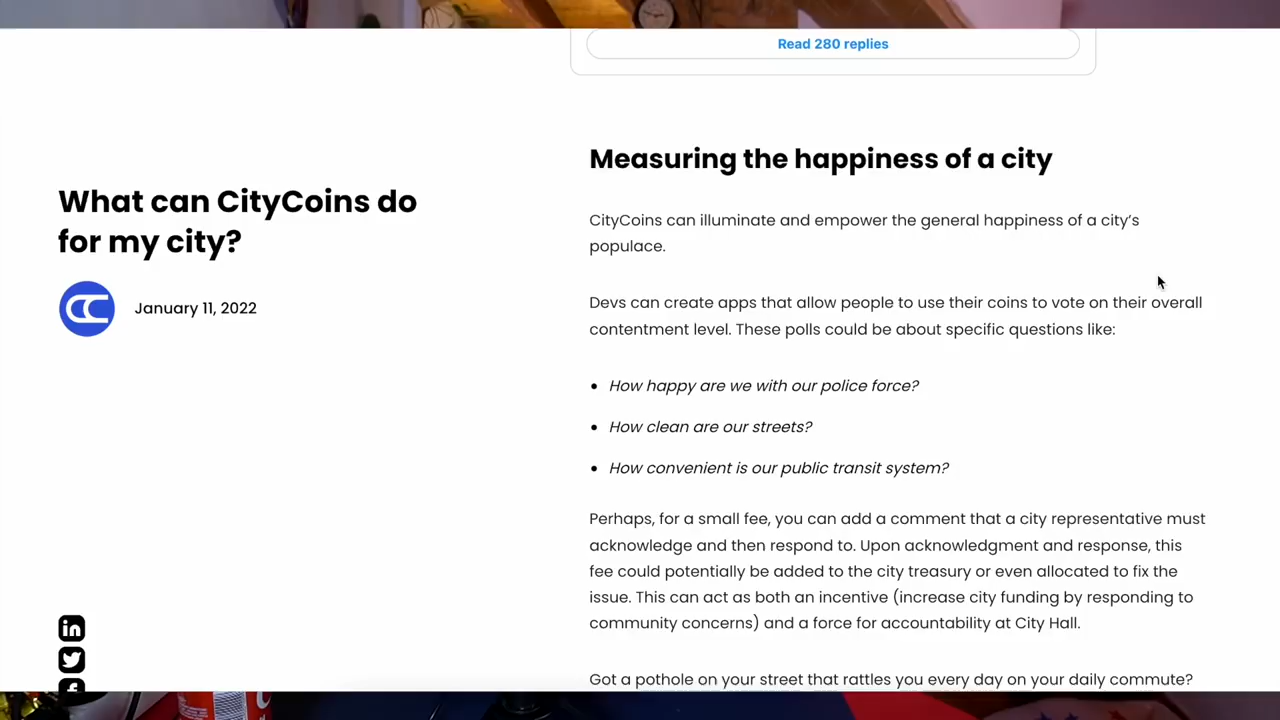 Read 280 replies
What can CityCoins do
for my city?
January 11, 2022
Measuring the happiness of a city
CityCoins can illuminate and empower the general happiness of a city’s
populace.
Devs can create apps that allow people to use their coins to vote on their overall
contentment level. These polls could be about specific questions like:
• How happy are we with our police force?
• How clean are our streets?
• How convenient is our public transit system?
Perhaps, for a small fee, you can add a comment that a city representative must
acknowledge and then respond to. Upon acknowledgment and response, this
fee could potentially be added to the city treasury or even allocated to fix the
issue. This can act as both an incentive (increase city funding by responding to
community concerns) and a force for accountability at City Hall.
Got a pothole on your street that rattles you every day on your daily commute?